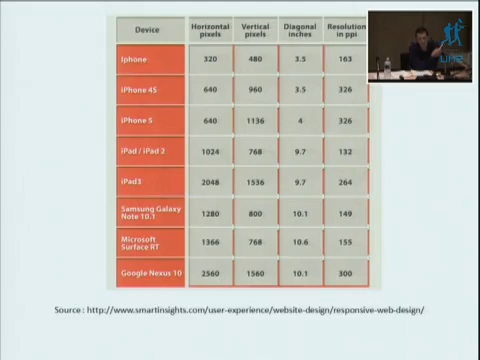 Device Horizontal pixels Vertical pixels Diagonal inches Resolution in ppi
Iphone 320 480 3.5 163
iPhone 4S 640 960 3.5 326
iPhone 5 640 1136 4 326
iPad / iPad 2 1024 768 9.7 132
iPad3 2048 1536 9.7 264
Samsung Galaxy Note 10.1 1280 800 10.1 149
Microsoft Surface RT 1366 768 10.6 155
Google Nexus 10 2560 1560 10.1 300
Source : http://www.smartinsights.com/user-experience/website-design/responsive-web-design/